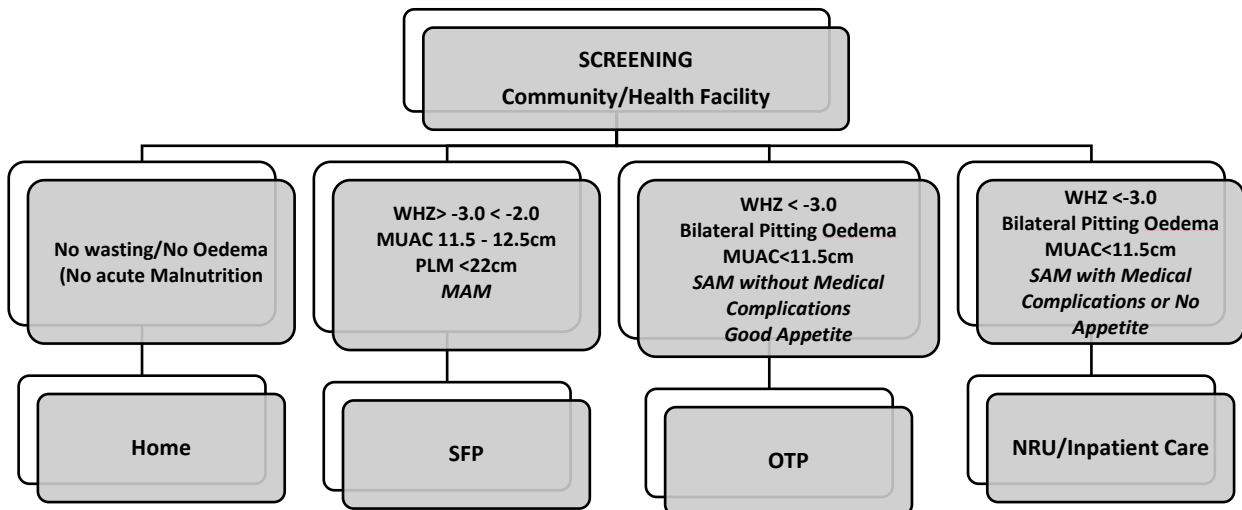 SCREENING
Community/Health Facility
No wasting/No Oedema
(No acute Malnutrition
WHZ> -3.0 < -2.0
MUAC 11.5 - 12.5cm
PLM <22cm
MAM
WHZ < -3.0
Bilateral Pitting Oedema
MUAC<11.5cm
SAM without Medical
Complications
Good Appetite
WHZ <-3.0
Bilateral Pitting Oedema
MUAC<11.5cm
SAM with Medical
Complications or No
Appetite
Home
SFP
OTP
NRU/Inpatient Care